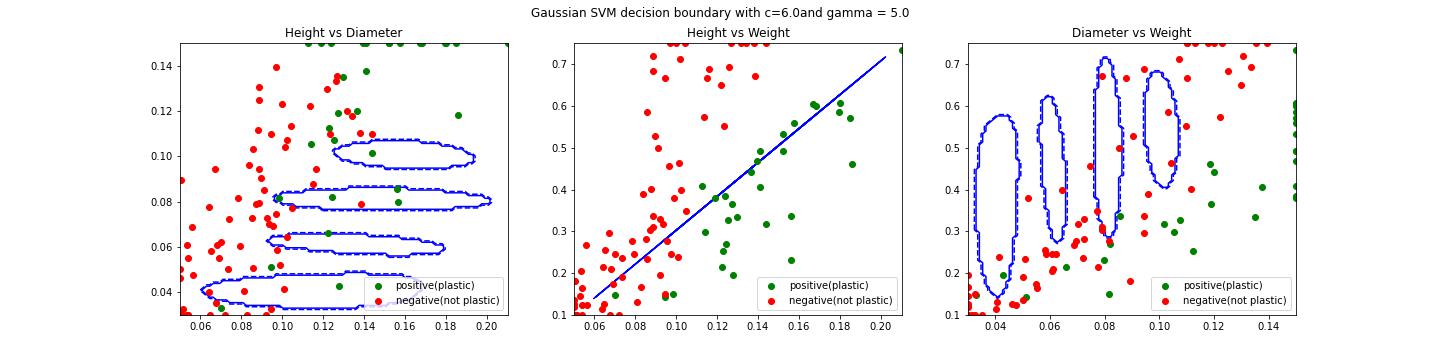 Gaussian SVM decision boundary with c=6.0and gamma = 5.0
Height vs Diameter
0.14
0.12
0.10
0.08
0.06
0.04
0.06 0.08 0.10 0.12 0.14 0.16 0.18 0.20
positive(plastic)
negative(not plastic)
Height vs Weight
0.7
0.6
0.5
0.4
0.3
0.2
0.1
0.06 0.08 0.10 0.12 0.14 0.16 0.18 0.20
positive(plastic)
negative(not plastic)
Diameter vs Weight
0.7
0.6
0.5
0.4
0.3
0.2
0.1
0.04 0.06 0.08 0.10 0.12 0.14
positive(plastic)
negative(not plastic)